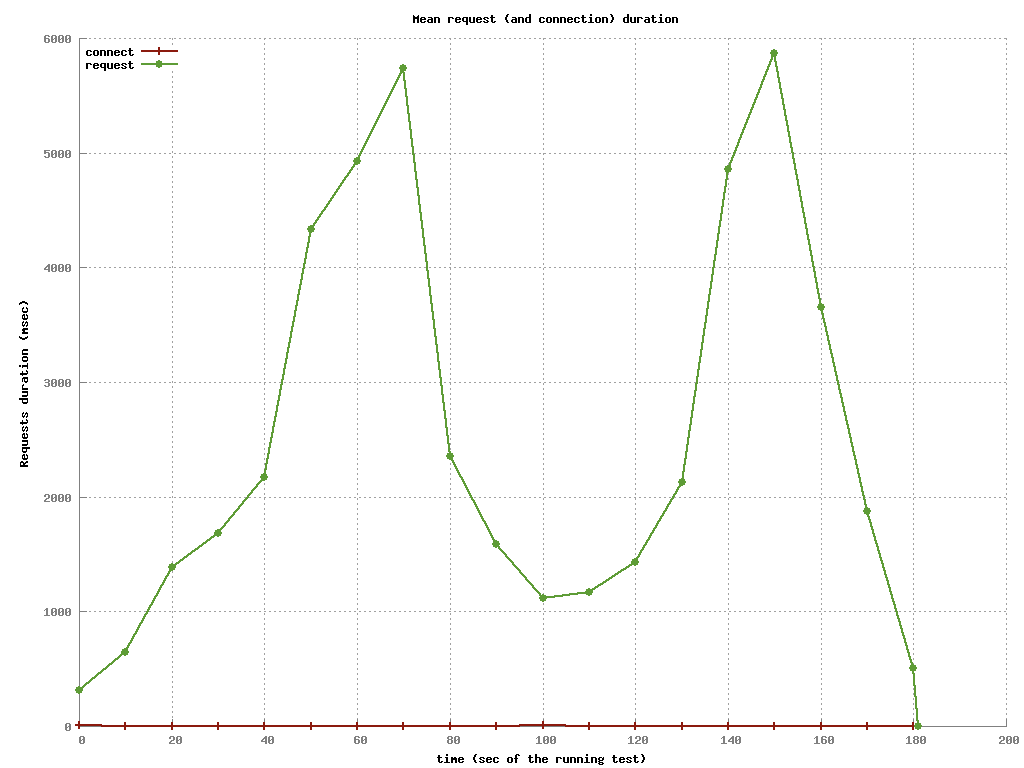 Mean request (and connection) duration
connect
request
6000
5000
4000
3000
2000
1000
0
Requests duration (msec)
0 20 40 60 80 100 120 140 160 180 200
time (sec of the running test)